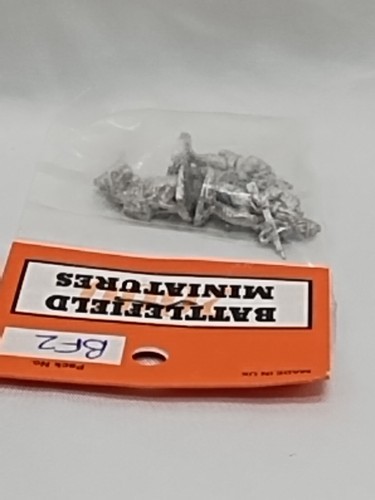 MADE IN UK
Pack No.
BF2
BATTLEFIELD
MINIATURES